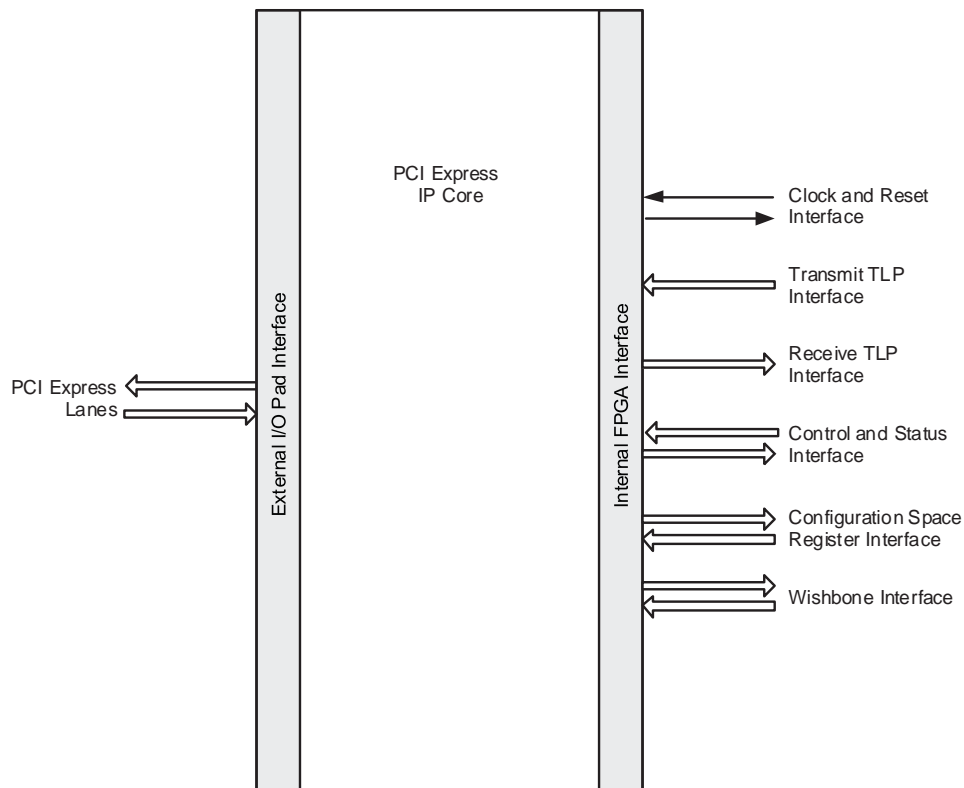 PCI Express
IP Core
External I/O Pad Interface
Internal FPGA Interface
PCI Express
Lanes
Clock and Reset
Interface
Transmit TLP
Interface
Receive TLP
Interface
Control and Status
Interface
Configuration Space
Register Interface
Wishbone Interface